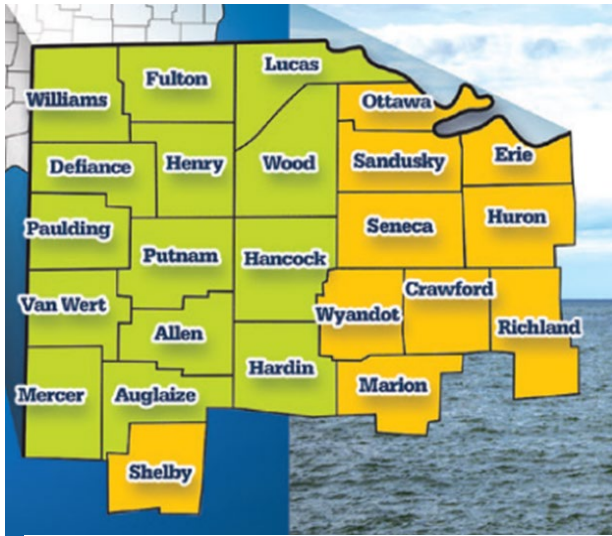 Lucas
Fulton
Williams
Ottawa
Defiance
Henry
Wood
Sandusky
Erie
Paulding
Putnam
Hancock
Seneca
Huron
Van Wert
Allen
Wyandot
Crawford
Richland
Mercer
Auglaize
Hardin
Marion
Shelby